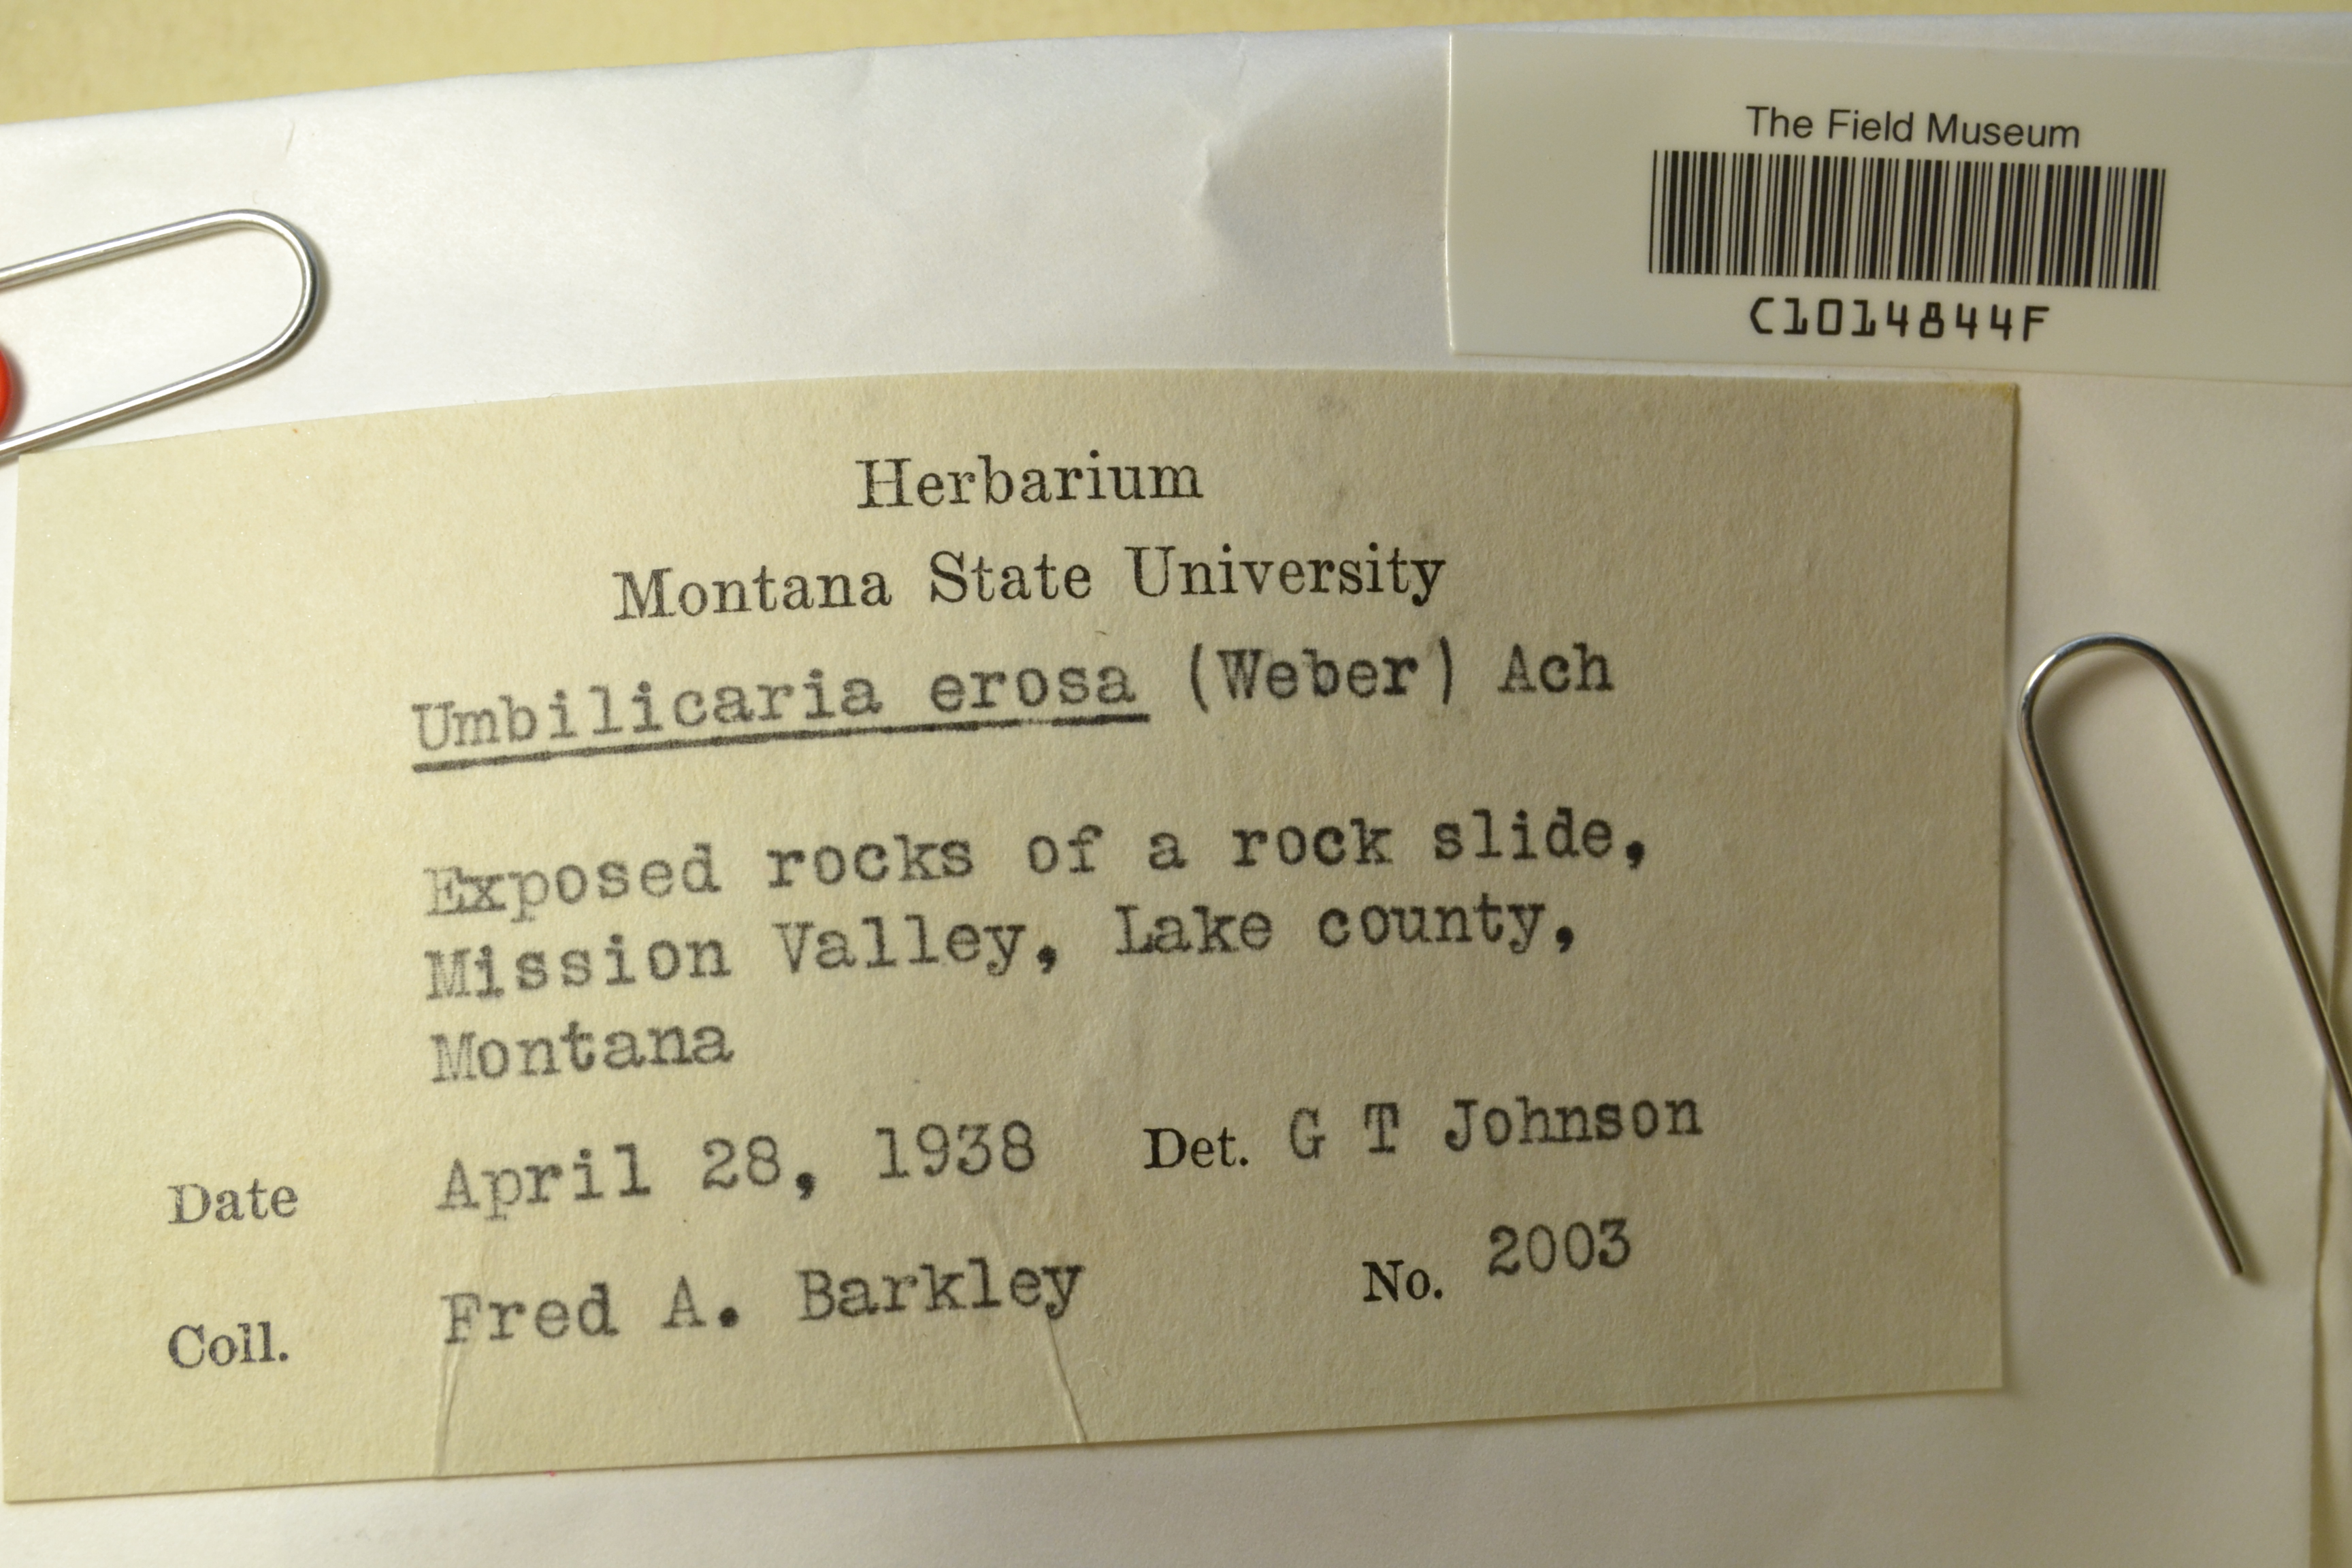 The Field Museum
C1014844F
Herbarium
Montana State University
Umbilicaria erosa (Weber) Ach
Exposed rocks of a rock slide,
Mission Valley, Lake county,
Montana
Date April 28, 1938 Det. G T Johnson
Coll. Fred A. Barkley No. 2003